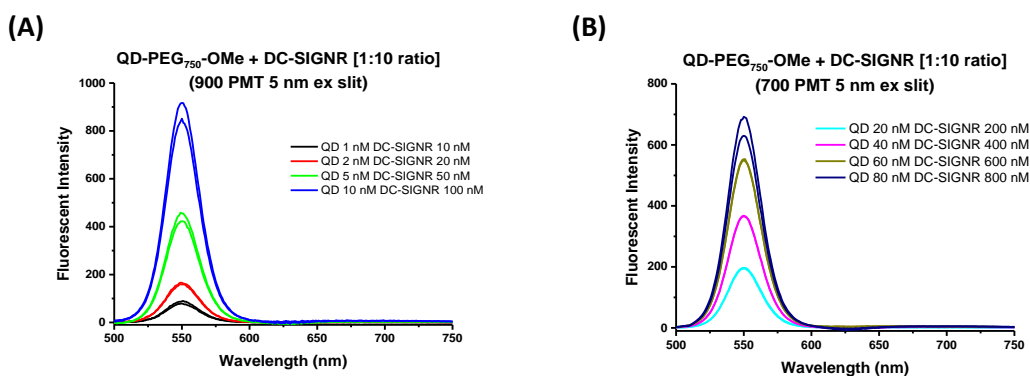 (A)
QD-PEG750-OMe + DC-SIGNR [1:10 ratio]
(900 PMT 5 nm ex slit)
1000
800
600
400
200
0
Fluorescent Intensity
QD 1 nM DC-SIGNR 10 nM
QD 2 nM DC-SIGNR 20 nM
QD 5 nM DC-SIGNR 50 nM
QD 10 nM DC-SIGNR 100 nM
500 550 600 650 700 750
Wavelength (nm)
(B)
QD-PEG750-OMe + DC-SIGNR [1:10 ratio]
(700 PMT 5 nm ex slit)
800
600
400
200
0
Fluorescent Intensity
QD 20 nM DC-SIGNR 200 nM
QD 40 nM DC-SIGNR 400 nM
QD 60 nM DC-SIGNR 600 nM
QD 80 nM DC-SIGNR 800 nM
500 550 600 650 700 750
Wavelength (nm)